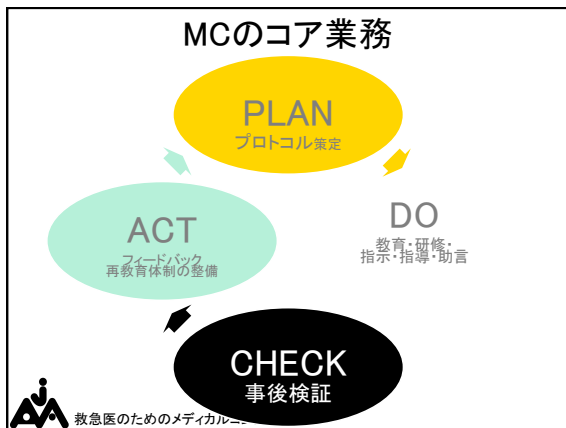 MCのコア業務
PLAN
プロトコル策定
DO
教育・研修・
指示・指導・助言
ACT
フィードバック
再教育体制の整備
CHECK
事後検証
救急医のためのメディカルコ